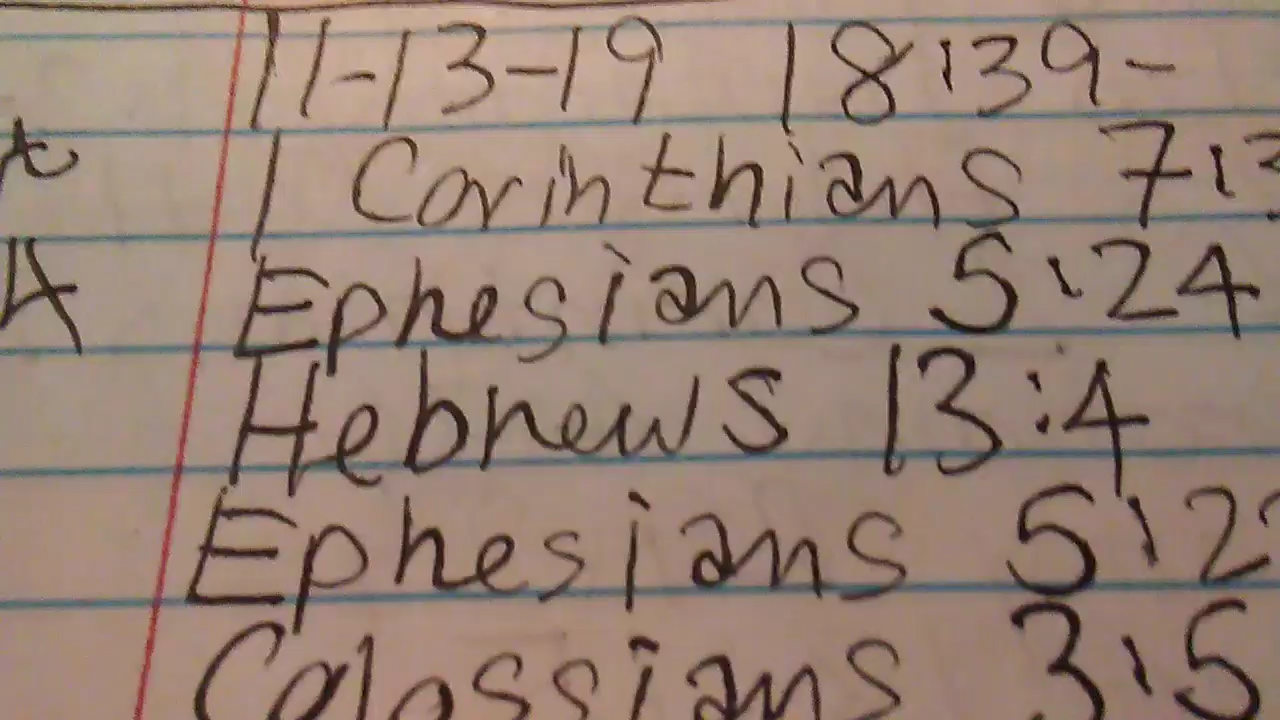 11-13-19 18:39-
1 Corinthians 7:3
Ephesians 5:24
Hebrews 13:4
Ephesians 5:2
Colossians 3:5